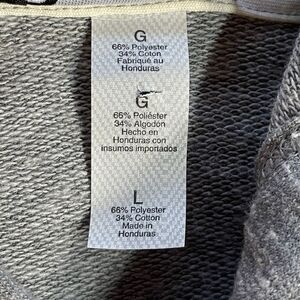 G
66% Polyester
34% Coton
Fabriqué au
Honduras
G
66% Poliéster
34% Algodón
Hecho en
Honduras con
insumos importados
L
66% Polyester
34% Cotton
Made in
Honduras